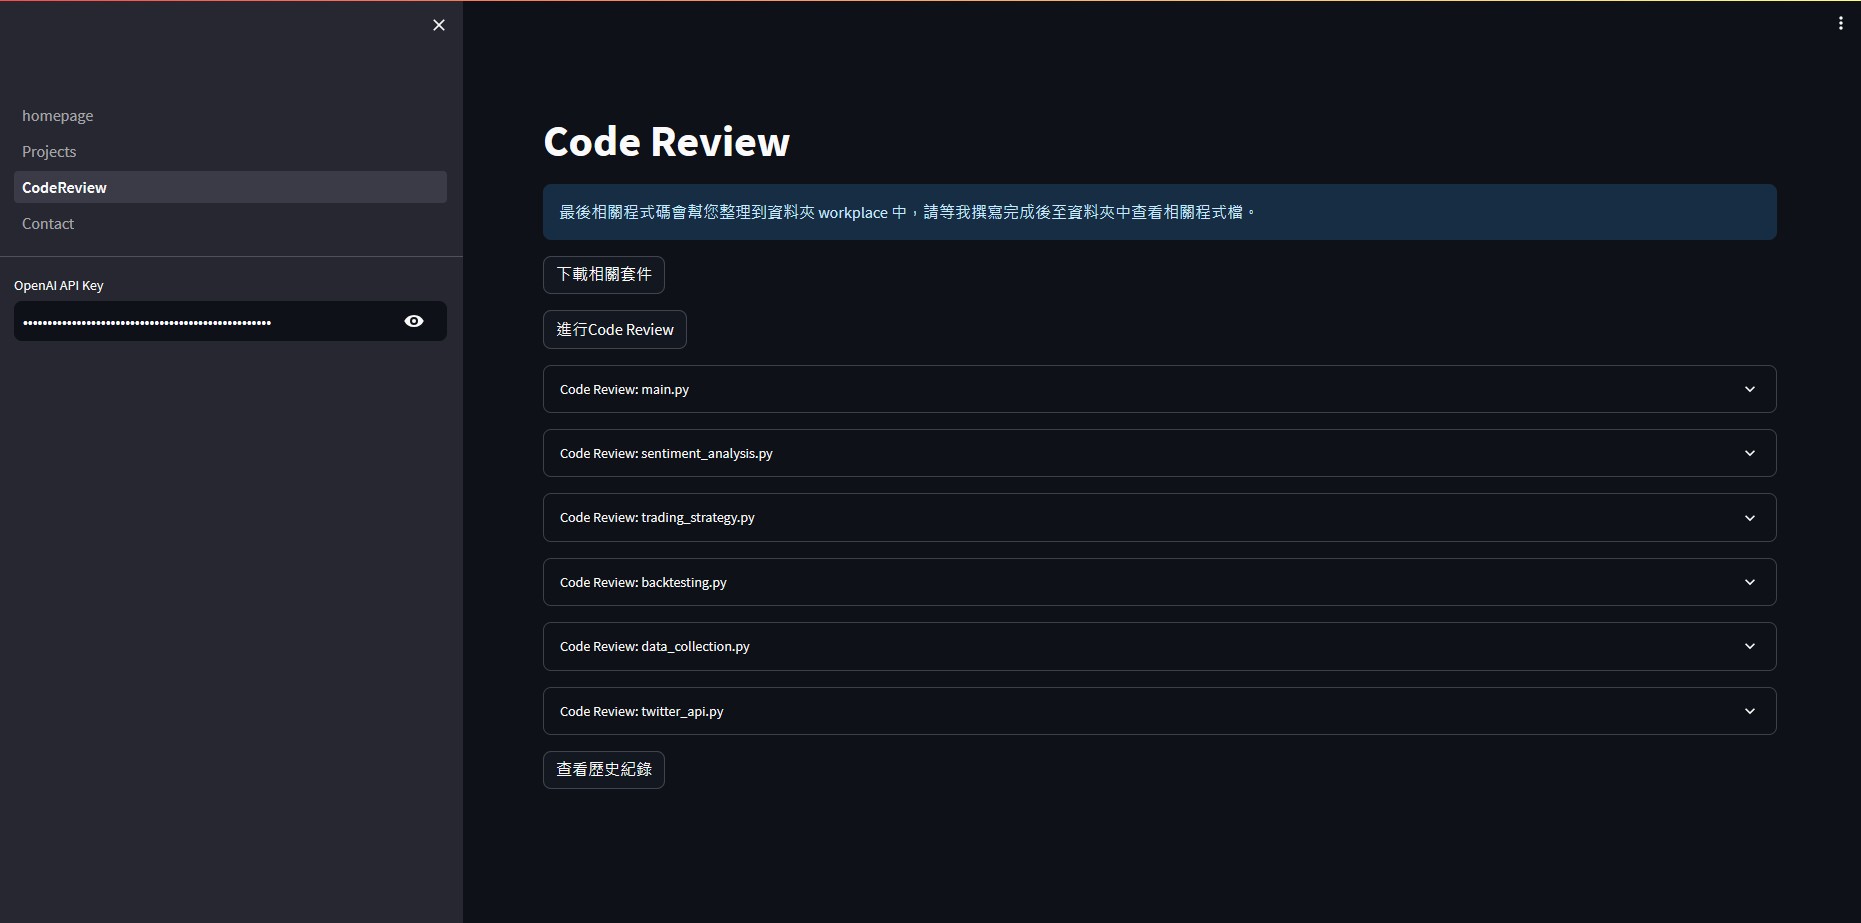 homepage
Projects
CodeReview
Contact
OpenAI API Key
Code Review
最後相關程式碼會幫您整理到資料夾 workplace 中，請等我撰寫完成後至資料夾中查看相關程式檔。
下載相關套件
進行Code Review
Code Review: main.py
Code Review: sentiment_analysis.py
Code Review: trading_strategy.py
Code Review: backtesting.py
Code Review: data_collection.py
Code Review: twitter_api.py
查看歷史紀錄